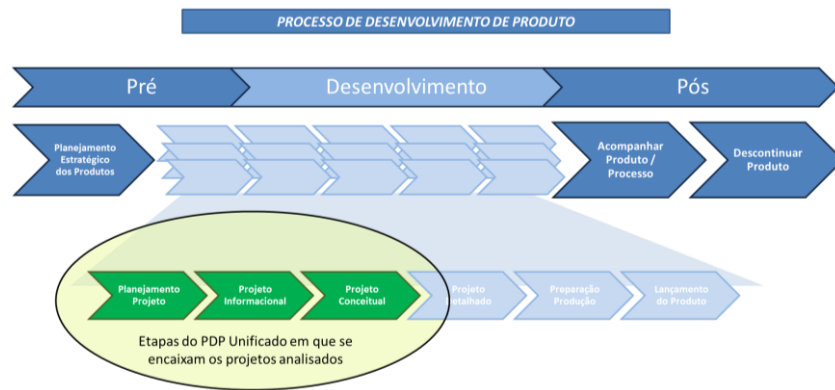 PROCESSO DE DESENVOLVIMENTO DE PRODUTO
Pré
Desenvolvimento
Pós
Planejamento
Estratégico
dos Produtos
Acompanhar
Produto /
Processo
Descontinuar
Produto
Planejamento
Projeto
Projeto
Informacional
Projeto
Conceitual
Projeto
Detalhado
Preparação
Produção
Lançamento
do Produto
Etapas do PDP Unificado em que se
encaixam os projetos analisados